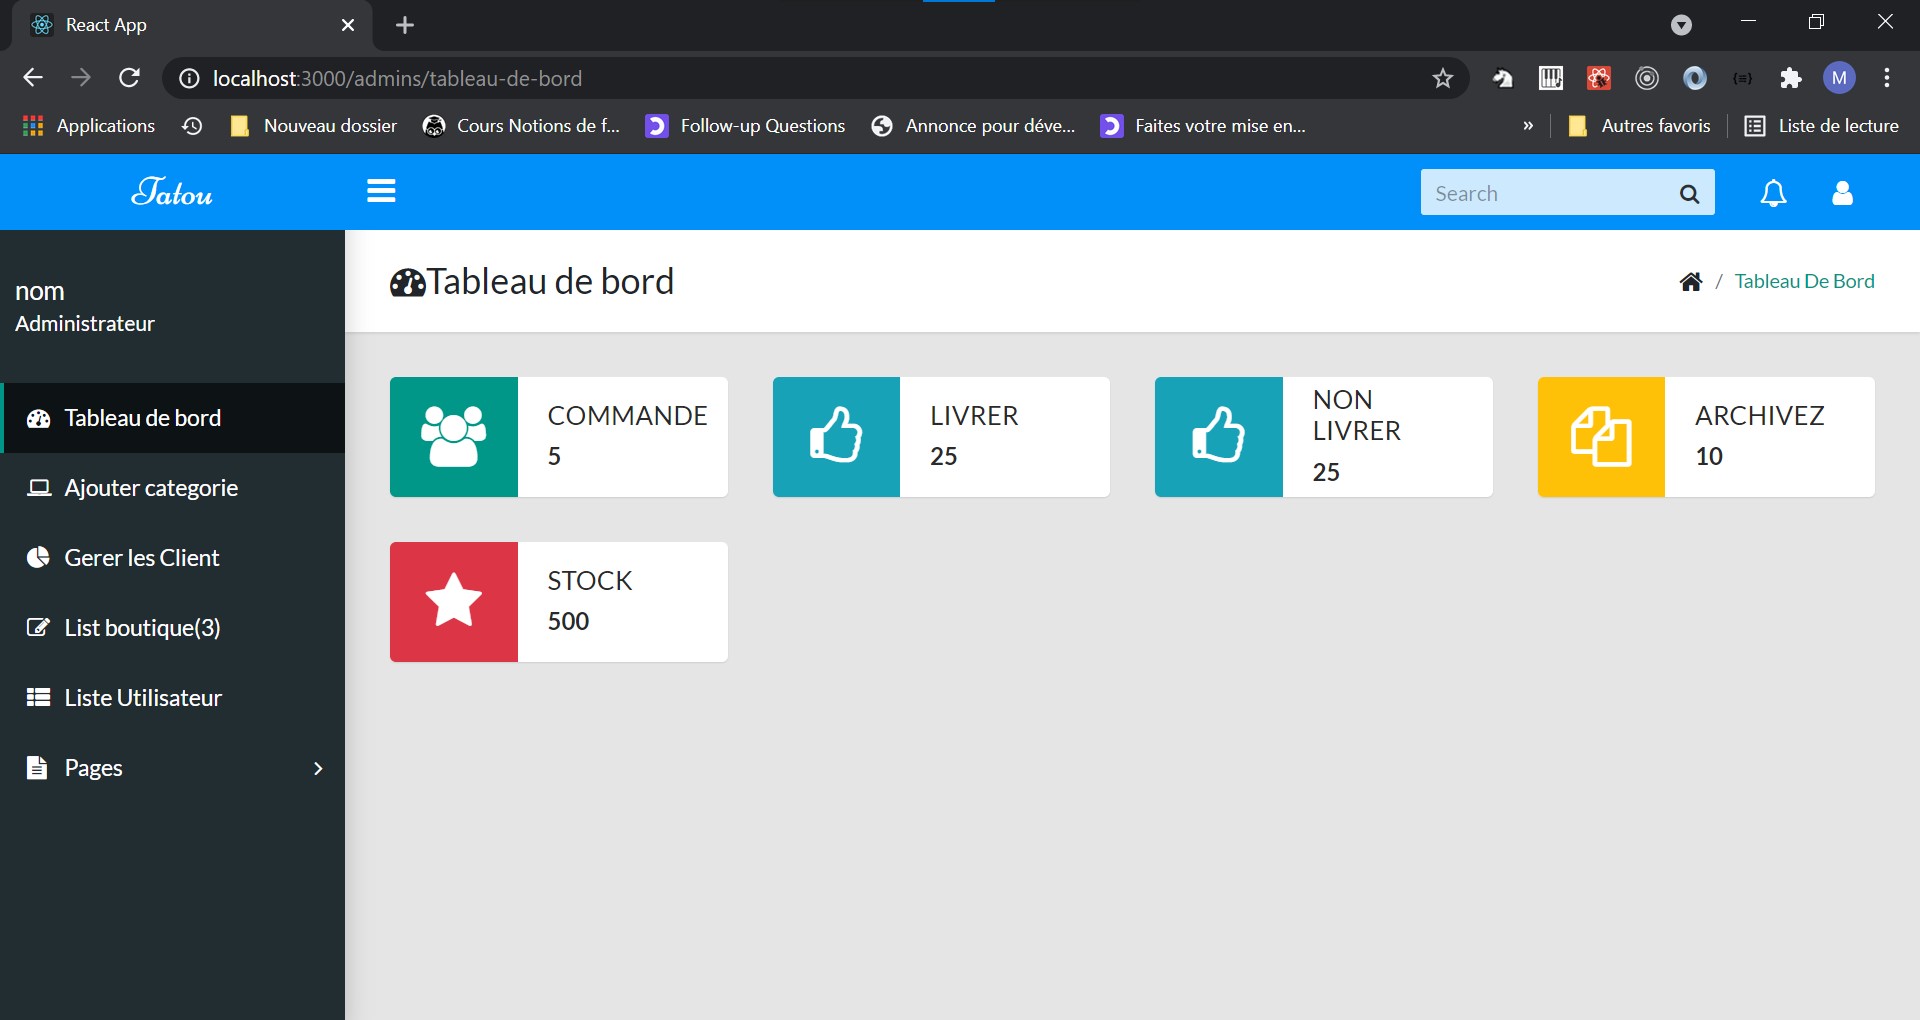 React App
localhost:3000/admins/tableau-de-bord
M
Applications
Nouveau dossier
Cours Notions de f...
Follow-up Questions
Annonce pour déve...
Faites votre mise en...
»
Autres favoris
Liste de lecture
Tatou
Search
nom
Administrateur
Tableau de bord
Ajouter categorie
Gerer les Client
List boutique(3)
Liste Utilisateur
Pages
Tableau de bord
/ Tableau De Bord
COMMANDE
5
LIVRER
25
NON
LIVRER
25
ARCHIVEZ
10
STOCK
500